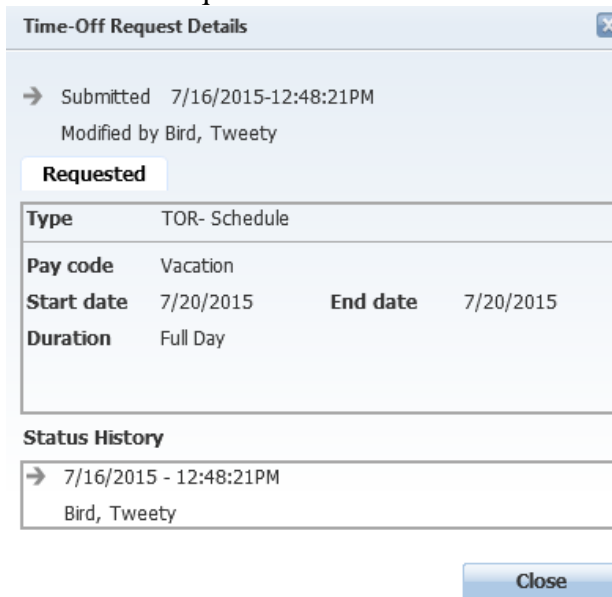 Time-Off Request Details
Submitted 7/16/2015-12:48:21PM
Modified by Bird, Tweety
Requested
Type TOR- Schedule
Pay code Vacation
Start date 7/20/2015 End date 7/20/2015
Duration Full Day
Status History
7/16/2015 - 12:48:21PM
Bird, Tweety
Close